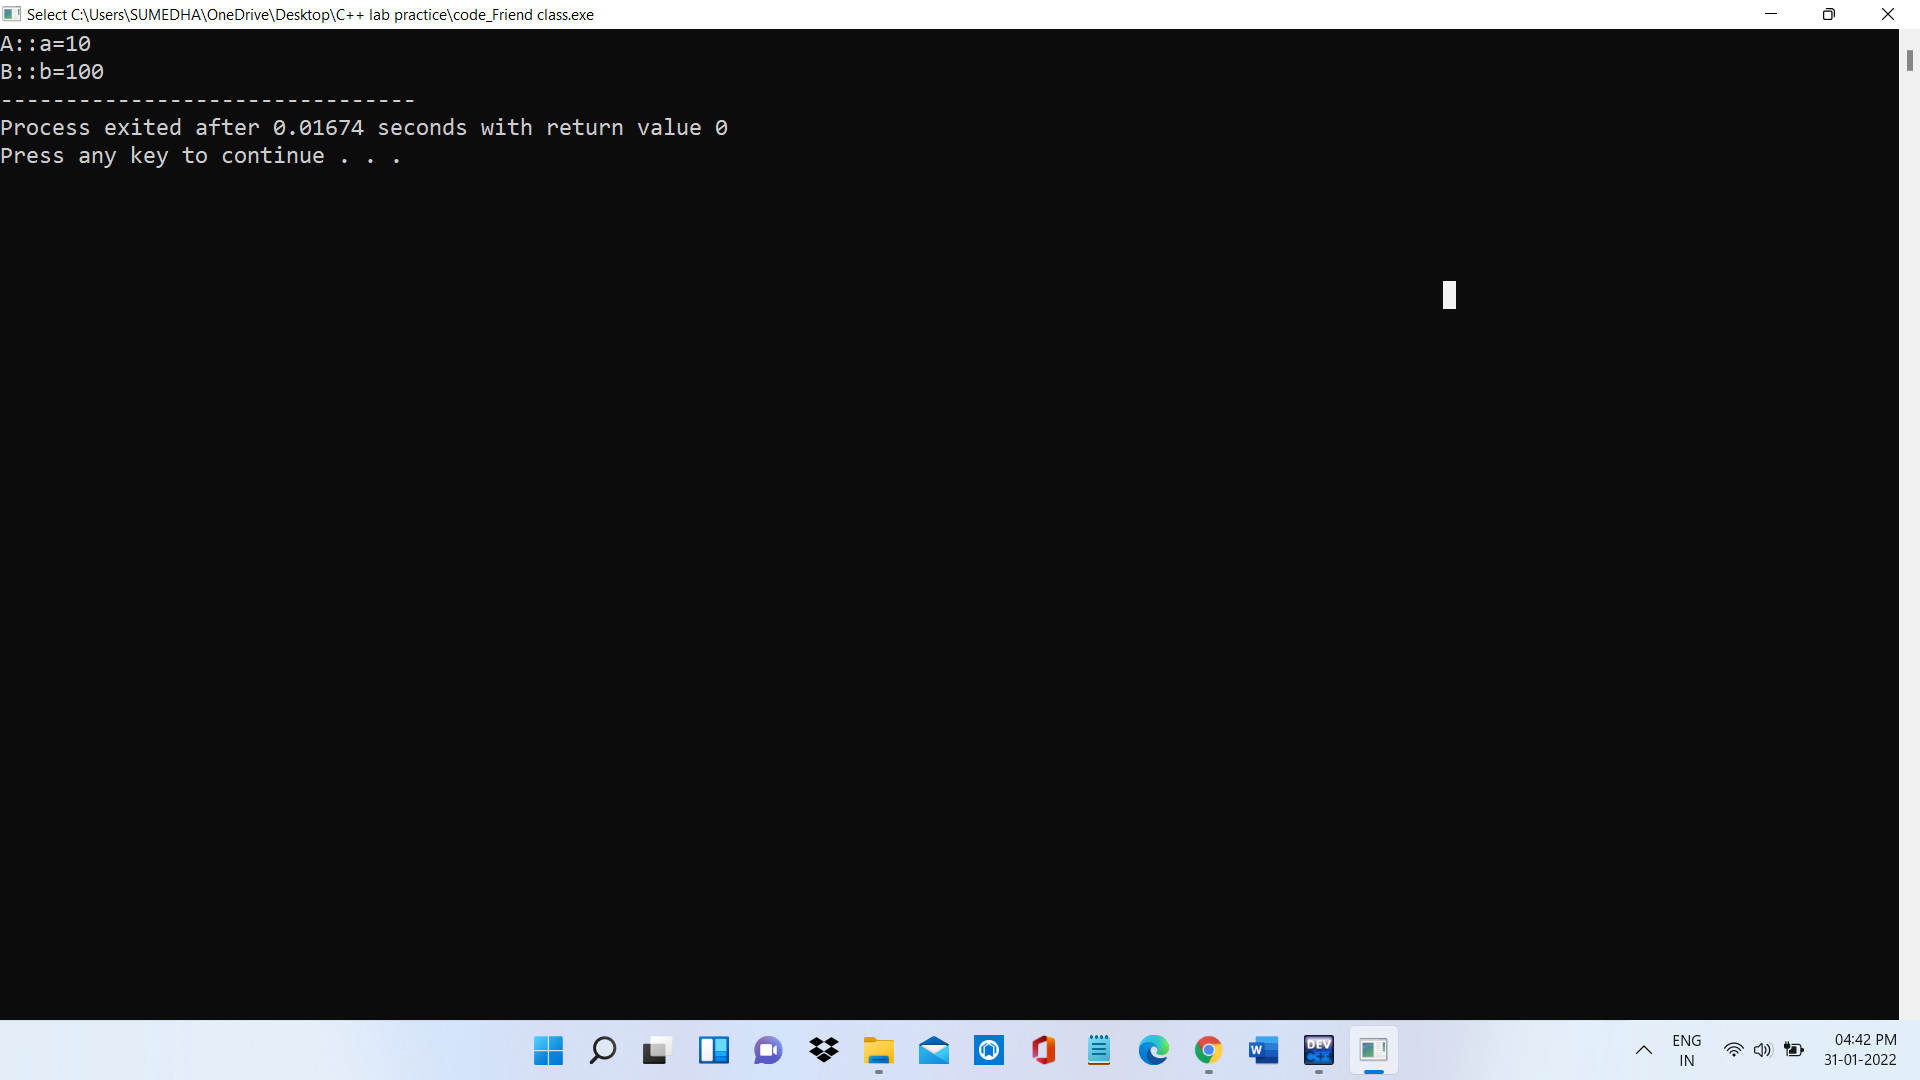 Select C:\Users\SUMEDHA\OneDrive\Desktop\C++ lab practice\code_Friend class.exe
A::a=10
B::b=100
--------------------------------
Process exited after 0.01674 seconds with return value 0
Press any key to continue . . .
W
DEV
C++
ENG
IN
04:42 PM
31-01-2022